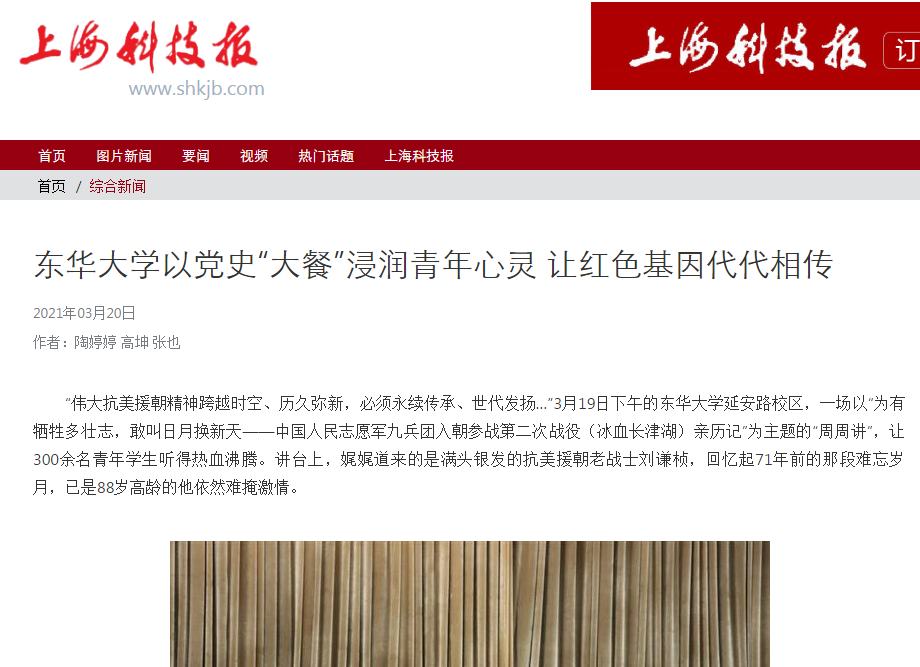 上海科技报
www.shkjb.com
上海科技报 订
首页 图片新闻 要闻 视频 热门话题 上海科技报
首页 / 综合新闻
东华大学以党史“大餐”浸润青年心灵 让红色基因代代相传
2021年03月20日
作者：陶婷婷 高坤 张也
“伟大抗美援朝精神跨越时空、历久弥新，必须永续传承、世代发扬...”3月19日下午的东华大学延安路校区，一场以“为有
牺牲多壮志，敢叫日月换新天——中国人民志愿军九兵团入朝参战第二次战役（冰血长津湖）亲历记”为主题的“周周讲”，让
300余名青年学生听得热血沸腾。讲台上，娓娓道来的是满头银发的抗美援朝老战士刘谦桢，回忆起71年前的那段难忘岁
月，已是88岁高龄的他依然难掩激情。